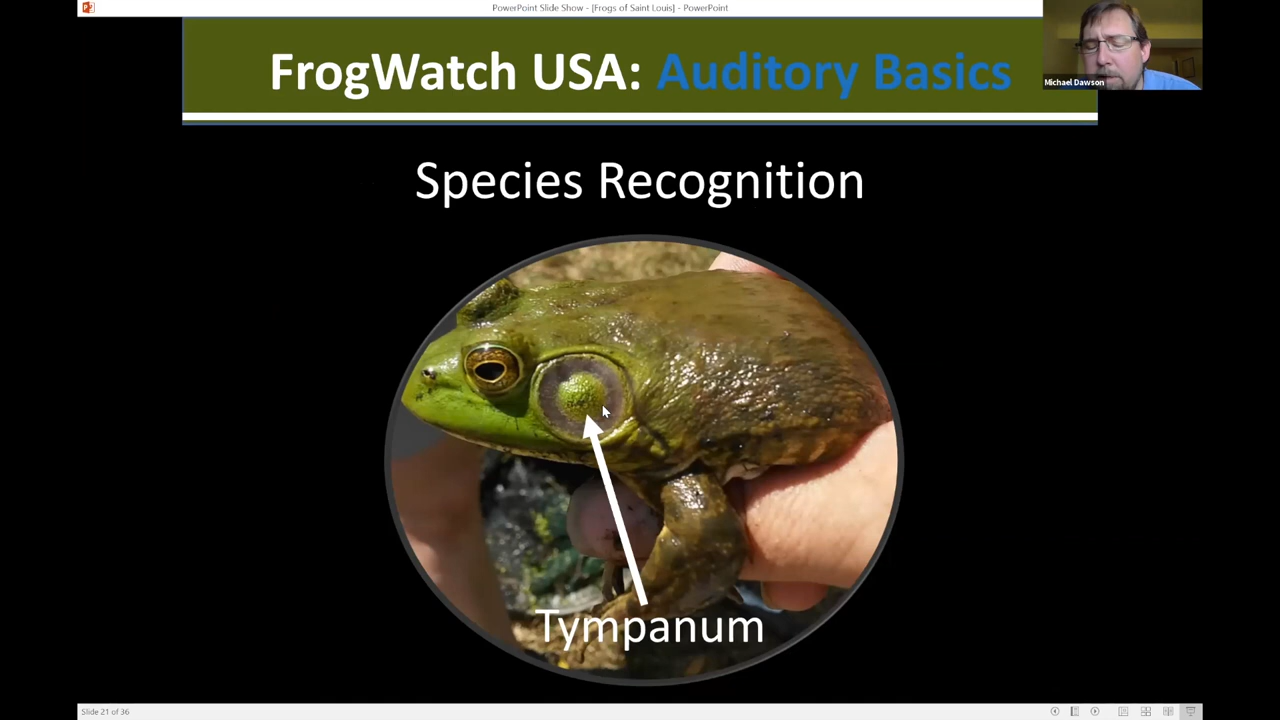 PowerPoint Slide Show - [Frogs of Saint Louis] - PowerPoint
FrogWatch USA: Auditory Basics
Michael Dawson
Species Recognition
Tympanum
Slide 21 of 36